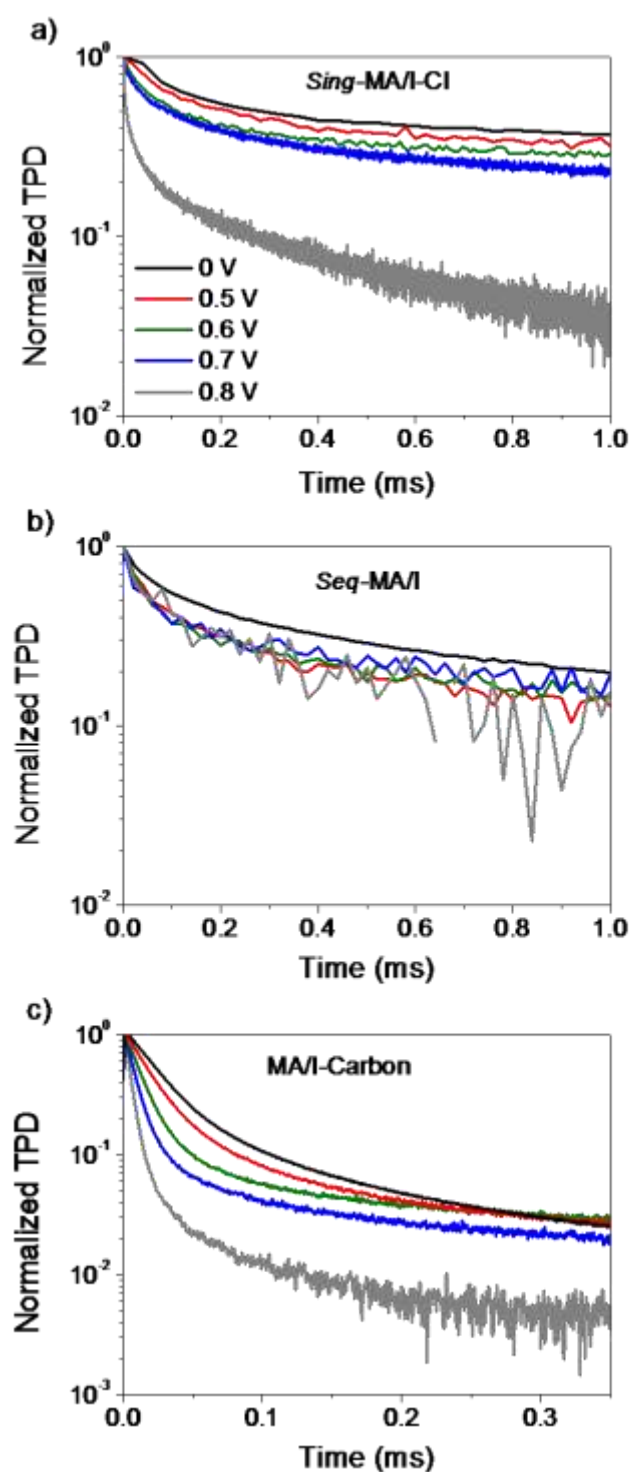 a)
10⁰
Sing-MA/I-Cl
Normalized TPD
10⁻¹
0 V
0.5 V
0.6 V
0.7 V
0.8 V
10⁻²
0.0 0.2 0.4 0.6 0.8 1.0
Time (ms)
b)
10⁰
Seq-MA/I
Normalized TPD
10⁻¹
10⁻²
0.0 0.2 0.4 0.6 0.8 1.0
Time (ms)
c)
10⁰
MA/I-Carbon
Normalized TPD
10⁻¹
10⁻²
10⁻³
0.0 0.1 0.2 0.3
Time (ms)